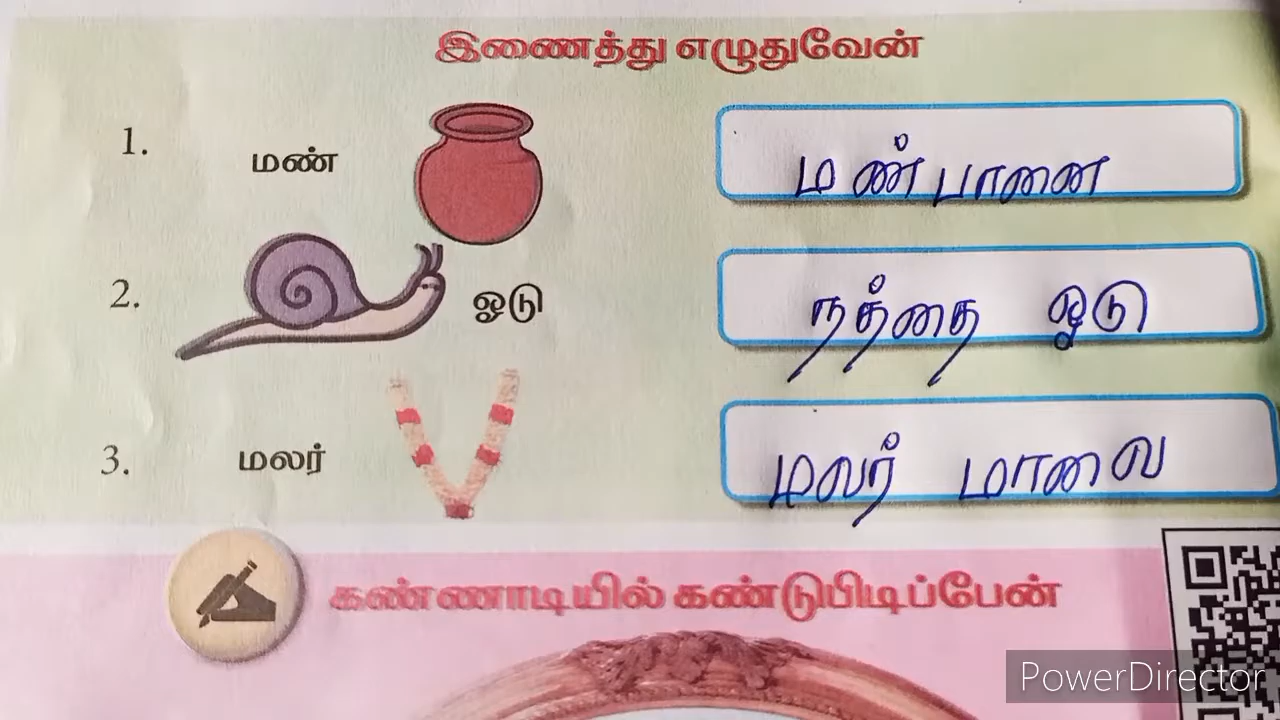 இணைத்து எழுதுவேன்
1. மண் மண்பானை
2. ஓடு நத்தை ஓடு
3. மலர் மலர் மாலை
கண்ணாடியில் கண்டுபிடிப்பேன்
PowerDirector